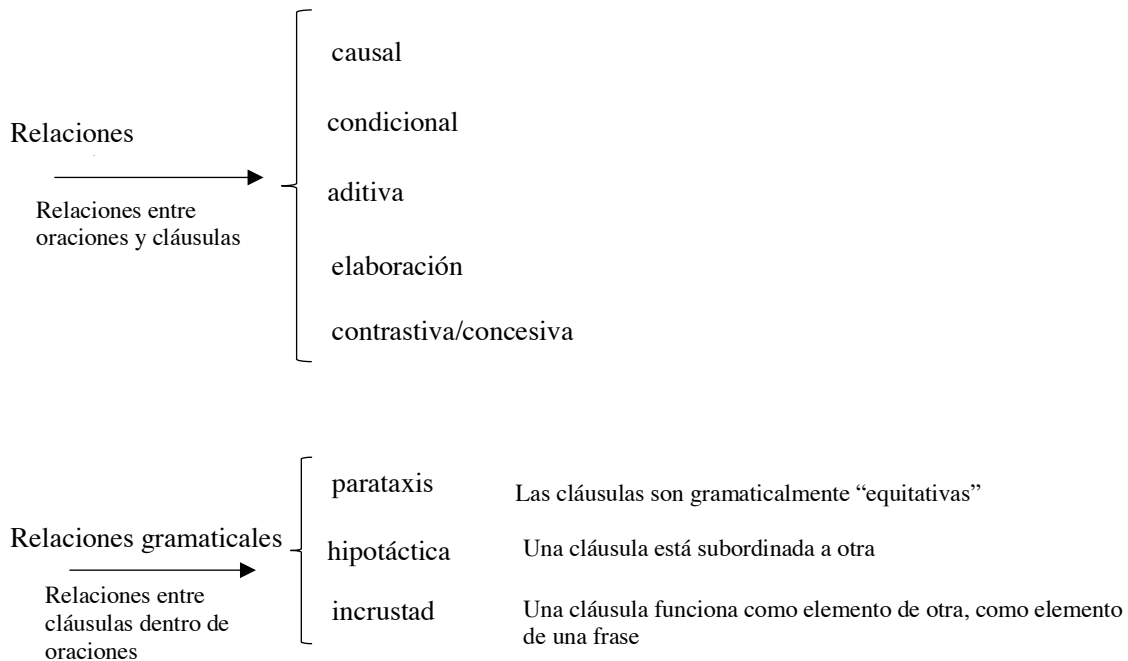 causal
Relaciones
condicional
aditiva
Relaciones entre
oraciones y cláusulas
elaboración
contrastiva/concesiva
parataxis
Las cláusulas son gramaticalmente “equitativas”
Relaciones gramaticales
hipotáctica
Una cláusula está subordinada a otra
Relaciones entre
cláusulas dentro de
oraciones
incrustad
Una cláusula funciona como elemento de otra, como elemento
de una frase